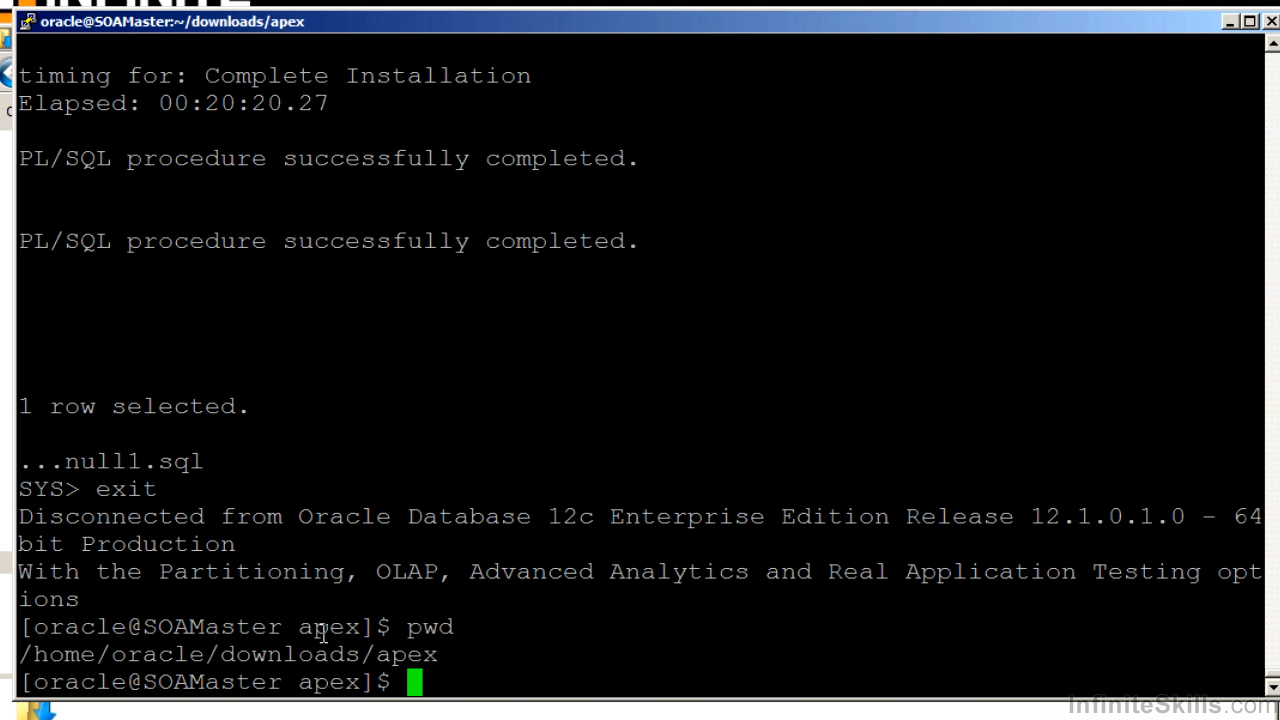 oracle@SOAMaster:~/downloads/apex
timing for: Complete Installation
Elapsed: 00:20:20.27
PL/SQL procedure successfully completed.
PL/SQL procedure successfully completed.
1 row selected.
...null1.sql
SYS> exit
Disconnected from Oracle Database 12c Enterprise Edition Release 12.1.0.1.0 - 64
bit Production
With the Partitioning, OLAP, Advanced Analytics and Real Application Testing opt
ions
[oracle@SOAMaster apex]$ pwd
/home/oracle/downloads/apex
[oracle@SOAMaster apex]$
InfiniteSkills.com